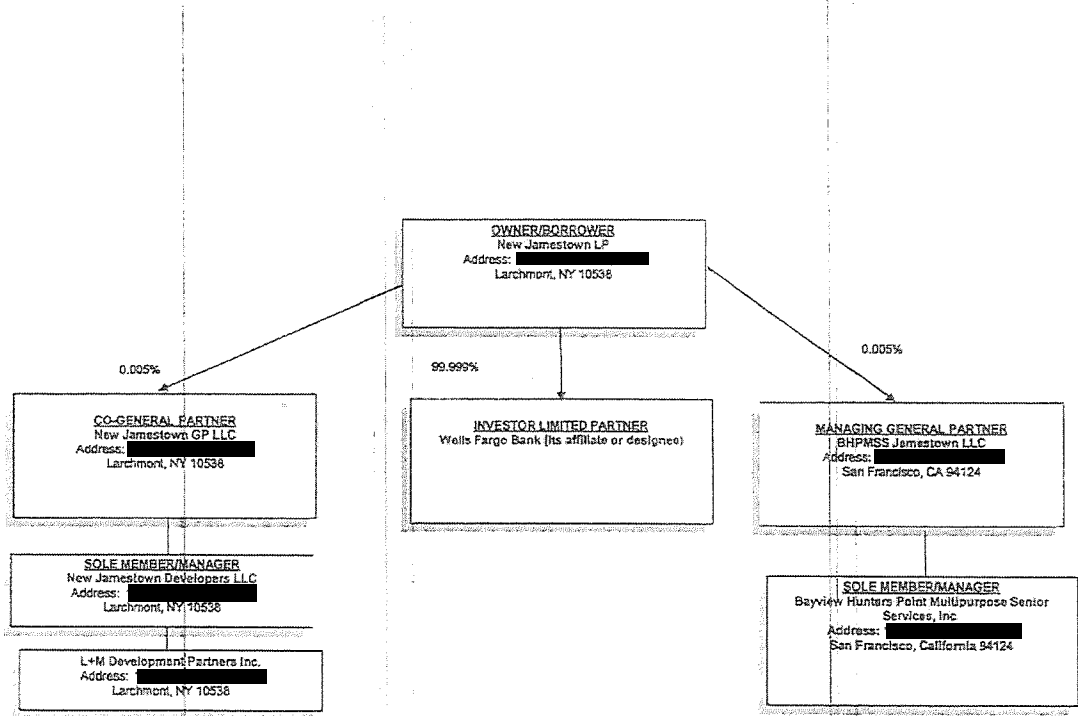 OWNER/BORROWER
New Jamestown LP
Address:
Larchmont, NY 10538
0.005%
99.999%
0.005%
CO-GENERAL PARTNER
New Jamestown GP LLC
Address:
Larchmont, NY 10538
INVESTOR LIMITED PARTNER
Wells Fargo Bank (its affiliate or designee)
MANAGING GENERAL PARTNER
BHPMSS Jamestown LLC
Address:
San Francisco, CA 94124
SOLE MEMBER/MANAGER
New Jamestown Developers LLC
Address:
Larchmont, NY 10538
SOLE MEMBER/MANAGER
Bayview Hunters Point Multipurpose Senior
Services, Inc
Address:
San Francisco, California 94124
L+M Development Partners Inc.
Address:
Larchmont, NY 10538